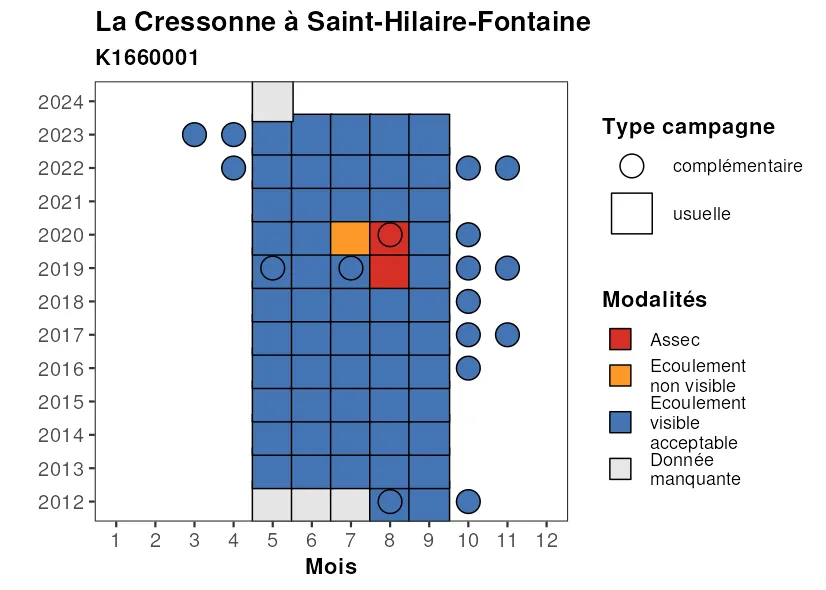 La Cressonne à Saint-Hilaire-Fontaine
K1660001
2024
2023
2022
2021
2020
2019
2018
2017
2016
2015
2014
2013
2012
1 2 3 4 5 6 7 8 9 10 11 12
Mois
Type campagne
complémentaire
usuelle
Modalités
Assec
Ecoulement
non visible
Ecoulement
visible
acceptable
Donnée
manquante